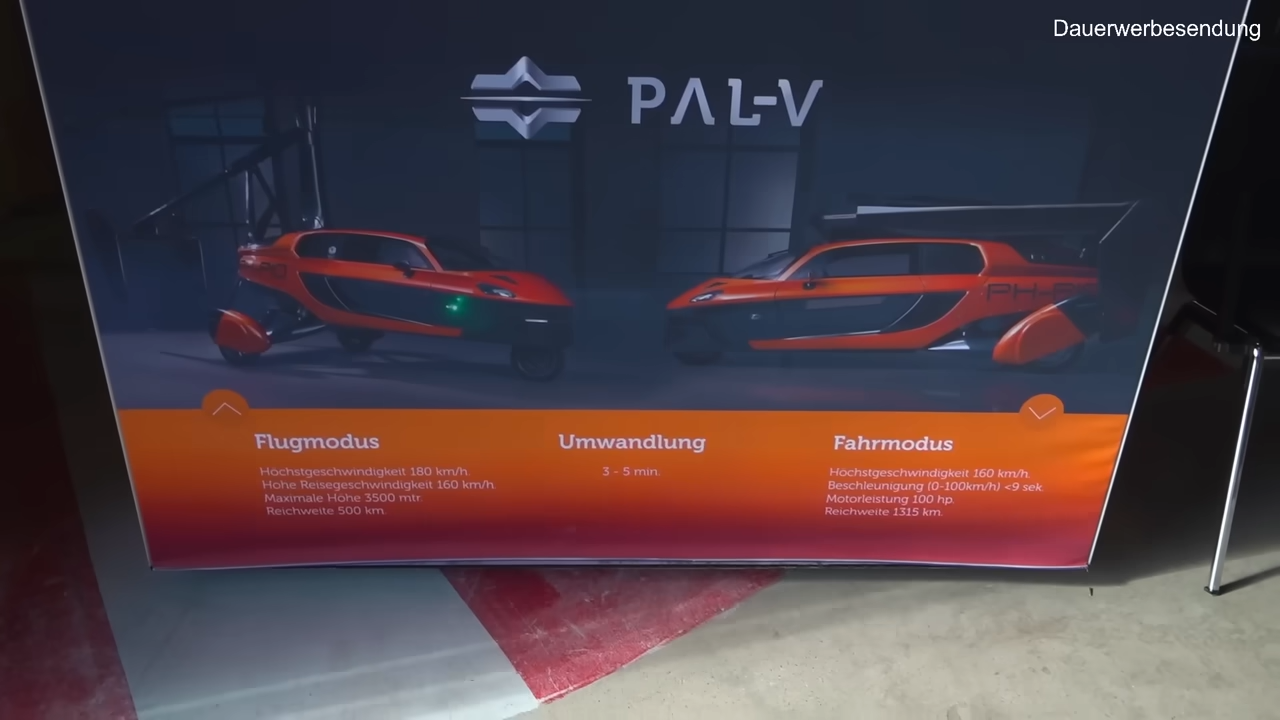 Dauerwerbesendung
PAL-V
Flugmodus
Höchstgeschwindigkeit 180 km/h.
Hohe Reisegeschwindigkeit 160 km/h.
Maximale Höhe 3500 mtr.
Reichweite 500 km.
Umwandlung
3 - 5 min.
Fahrmodus
Höchstgeschwindigkeit 160 km/h.
Beschleunigung (0-100km/h) <9 sek.
Motorleistung 100 hp.
Reichweite 1315 km.